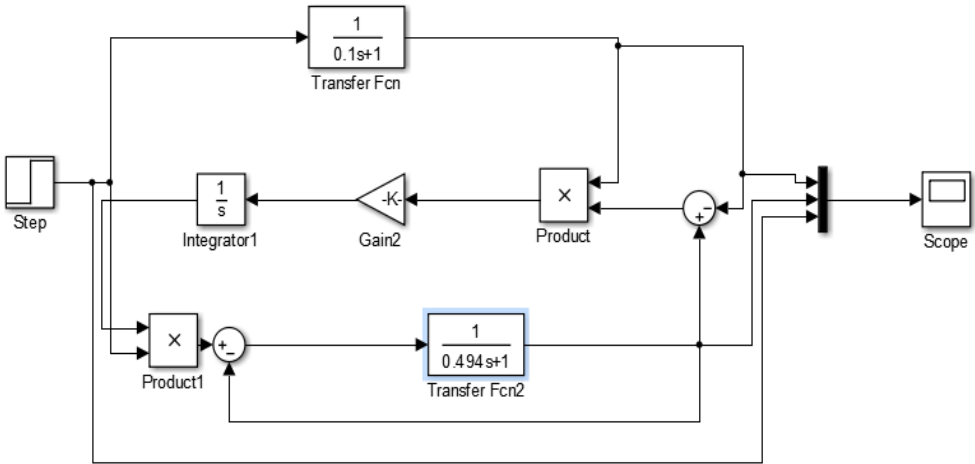 1
0.1s+1
Transfer Fcn
Step
1
s
Integrator1
-K-
Gain2
×
Product
−
+
Scope
×
Product1
+
−
1
0.494s+1
Transfer Fcn2